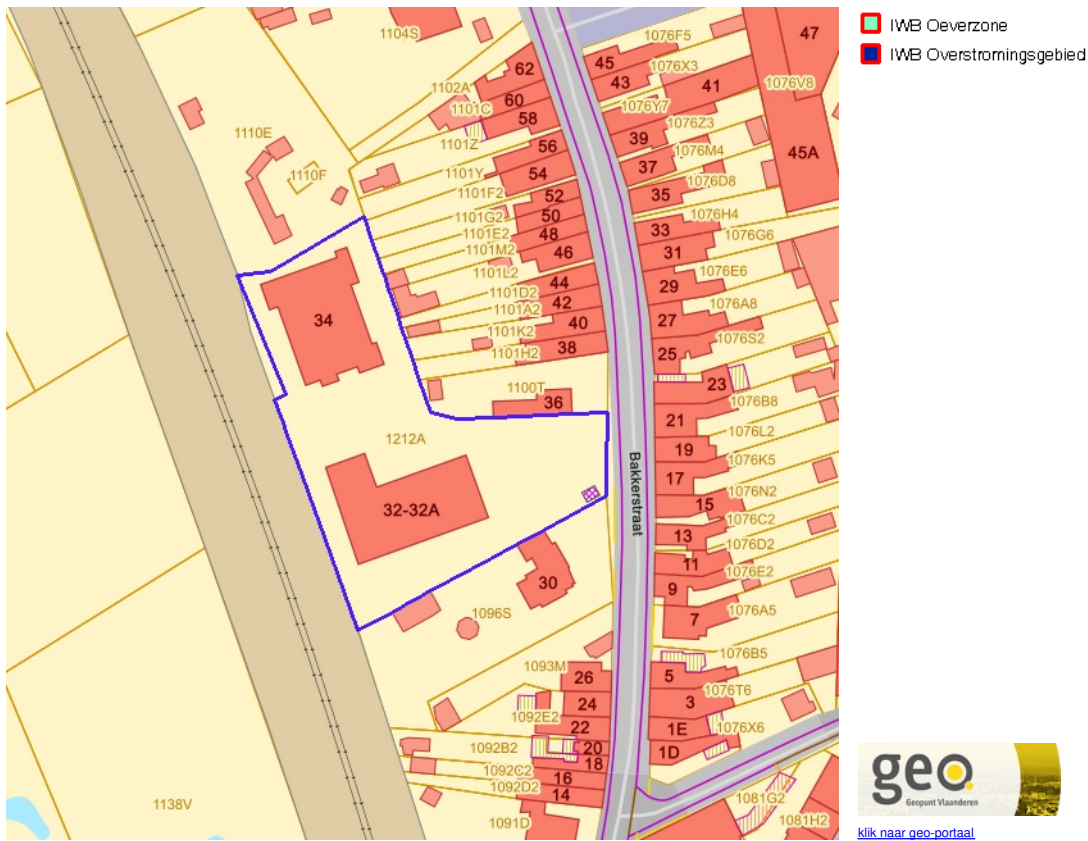 IWB Oeverzone
IWB Overstromingsgebied
47
1104S
1076F5
62
45
1076X3
43
1076V8
1102A
41
60
1101C
1076Y7
58
1076Z3
1110E
1101Z
56
39
1076M4
45A
1110F
1101Y
54
37
1076D8
1101F2
52
35
1101G2
50
1076H4
1101E2
48
33
1076G6
1101M2
46
31
1101L2
1076E6
44
29
1101D2
42
1076A8
1101A2
40
27
34
1101K2
1076S2
38
25
1101H2
23
1100T
36
1076B8
21
1076L2
1212A
19
1076K5
17
Bakkerstraat
1076N2
15
32-32A
1076C2
13
1076D2
11
1076E2
30
9
1076A5
1096S
7
1076B5
1093M
26
5
1076T6
24
3
1092E2
22
1E
1076X6
1092B2
20
1D
18
1092C2
16
1092D2
14
1138V
1081G2
1091D
1081H2
geo
Geopunt Vlaanderen
klik naar geo-portaal